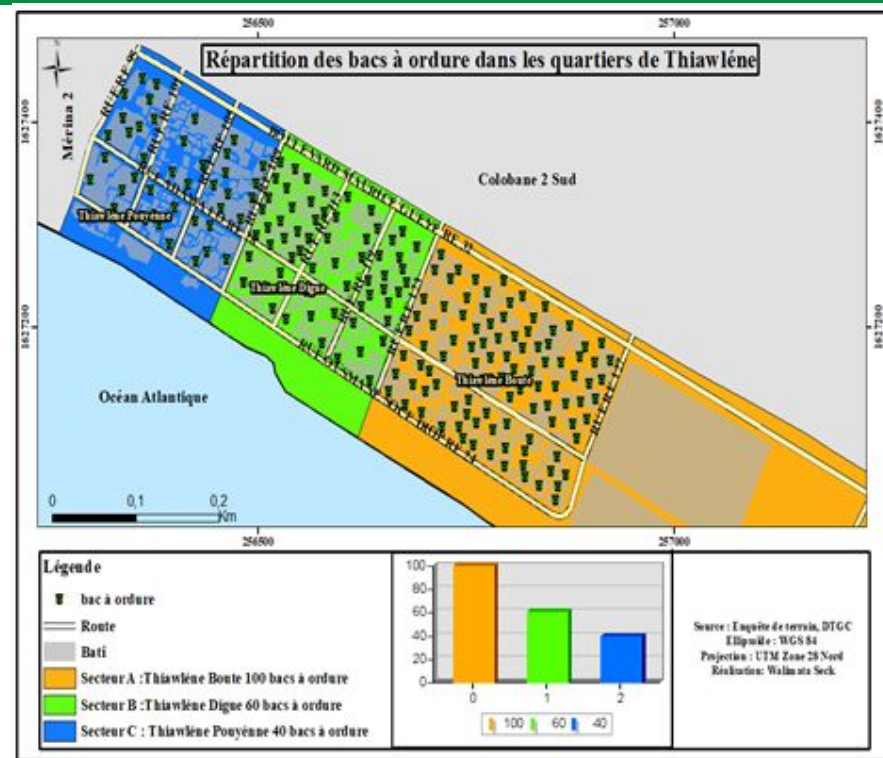 256500
257000
Répartition des bacs à ordure dans les quartiers de Thiawléne
1627400
1627400
Mérina 2
Colobane 2 Sud
Thiawléne Pouyénne
Thiawléne Digue
1627200
1627200
Thiawléne Boute
Océan Atlantique
0 0,1 0,2
Km
256500
257000
Légende
bac à ordure
Route
Bati
Secteur A :Thiawléne Boute 100 bacs à ordure
Secteur B : Thiawléne Digue 60 bacs à ordure
Secteur C : Thiawléne Pouyénne 40 bacs à ordure
100
80
60
40
20
0
0 1 2
100 60 40
Source : Enquête de terrain, DTGC
Ellipsoïde : WGS 84
Projection : UTM Zone 28 Nord
Réalisation: Walimata Seck